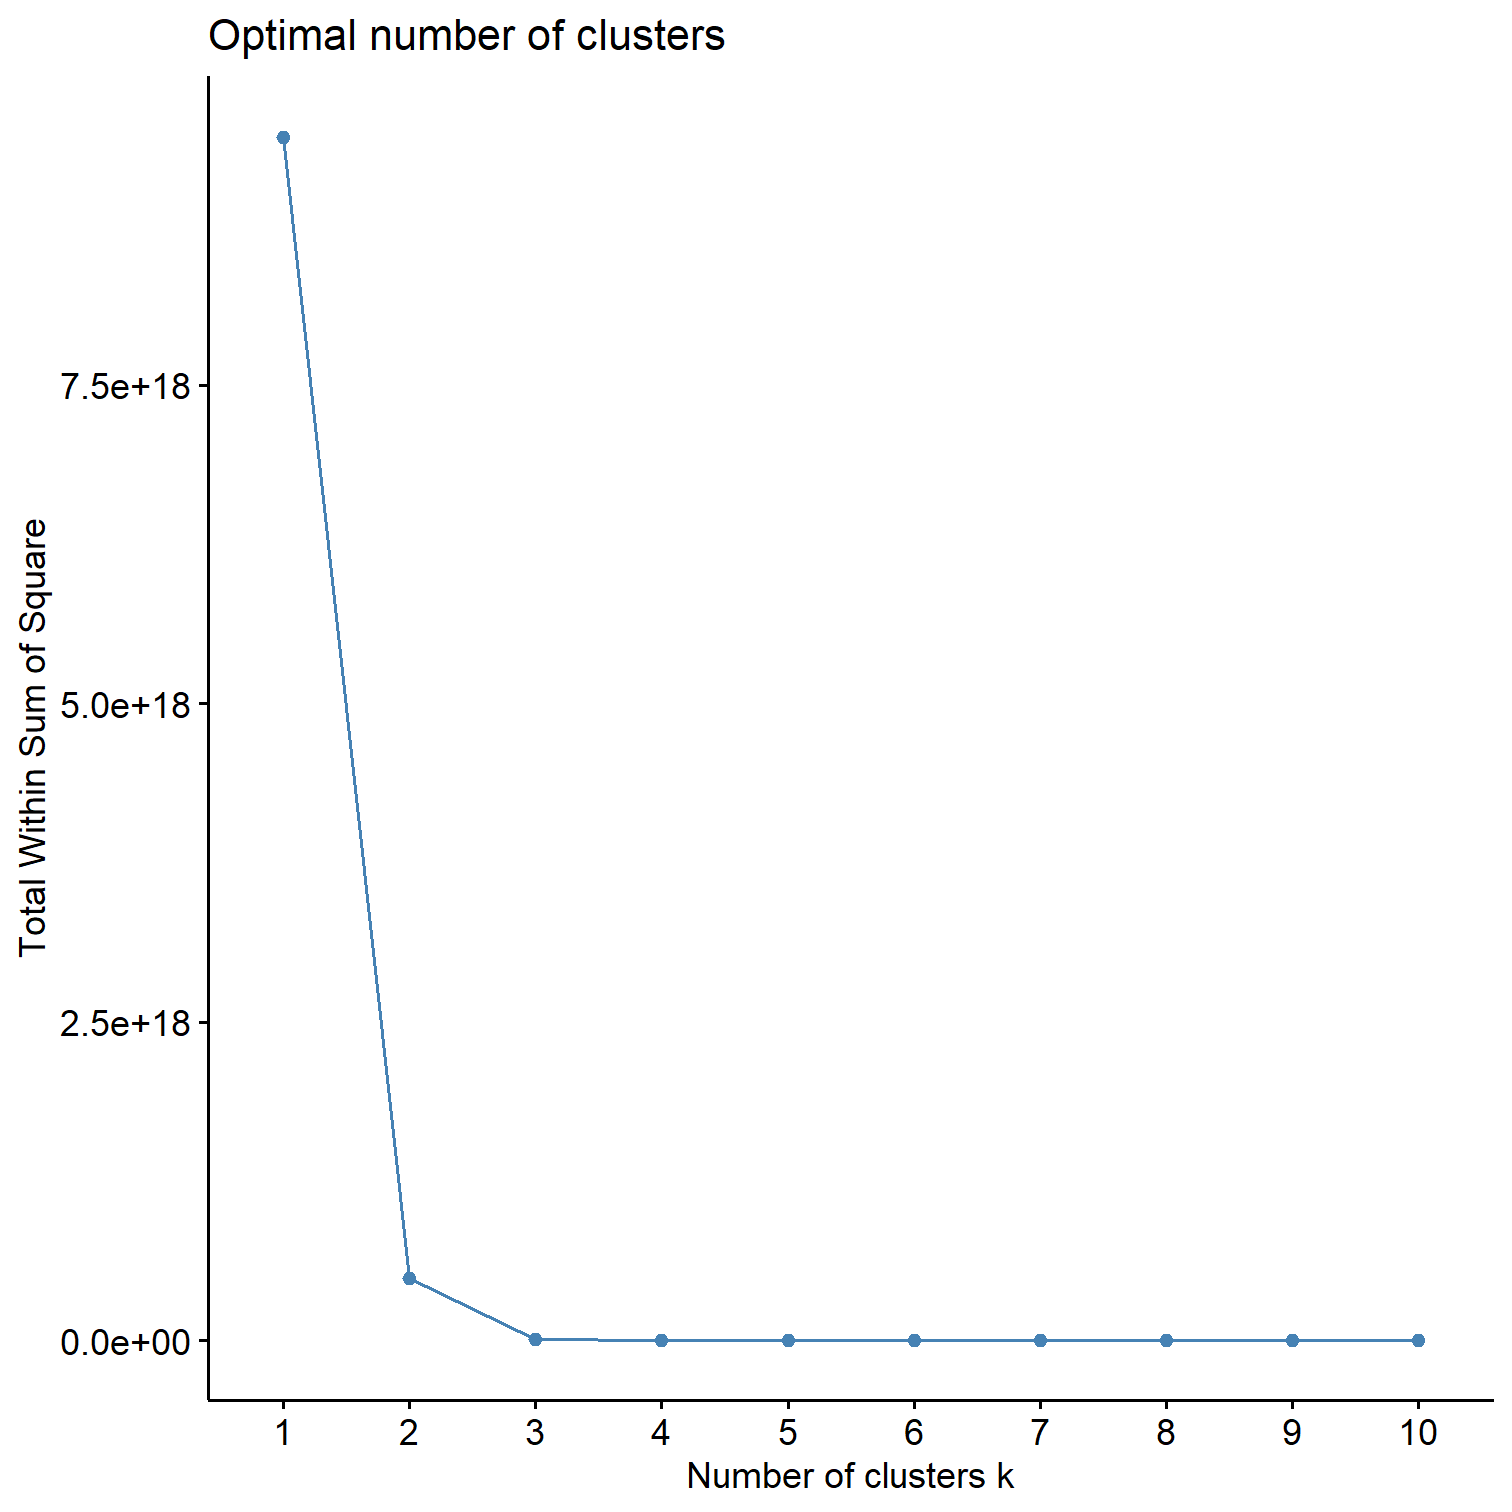 Optimal number of clusters
Total Within Sum of Square
7.5e+18
5.0e+18
2.5e+18
0.0e+00
1 2 3 4 5 6 7 8 9 10
Number of clusters k